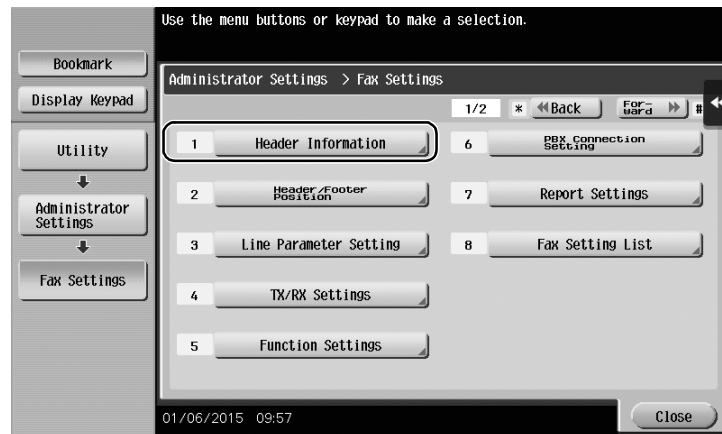 Use the menu buttons or keypad to make a selection.
Bookmark
Display Keypad
Utility
Administrator
Settings
Fax Settings
Administrator Settings > Fax Settings
1/2 * Back For-
ward #
1 Header Information
2 Header/Footer
Position
3 Line Parameter Setting
4 TX/RX Settings
5 Function Settings
6 PBX Connection
Setting
7 Report Settings
8 Fax Setting List
01/06/2015 09:57
Close